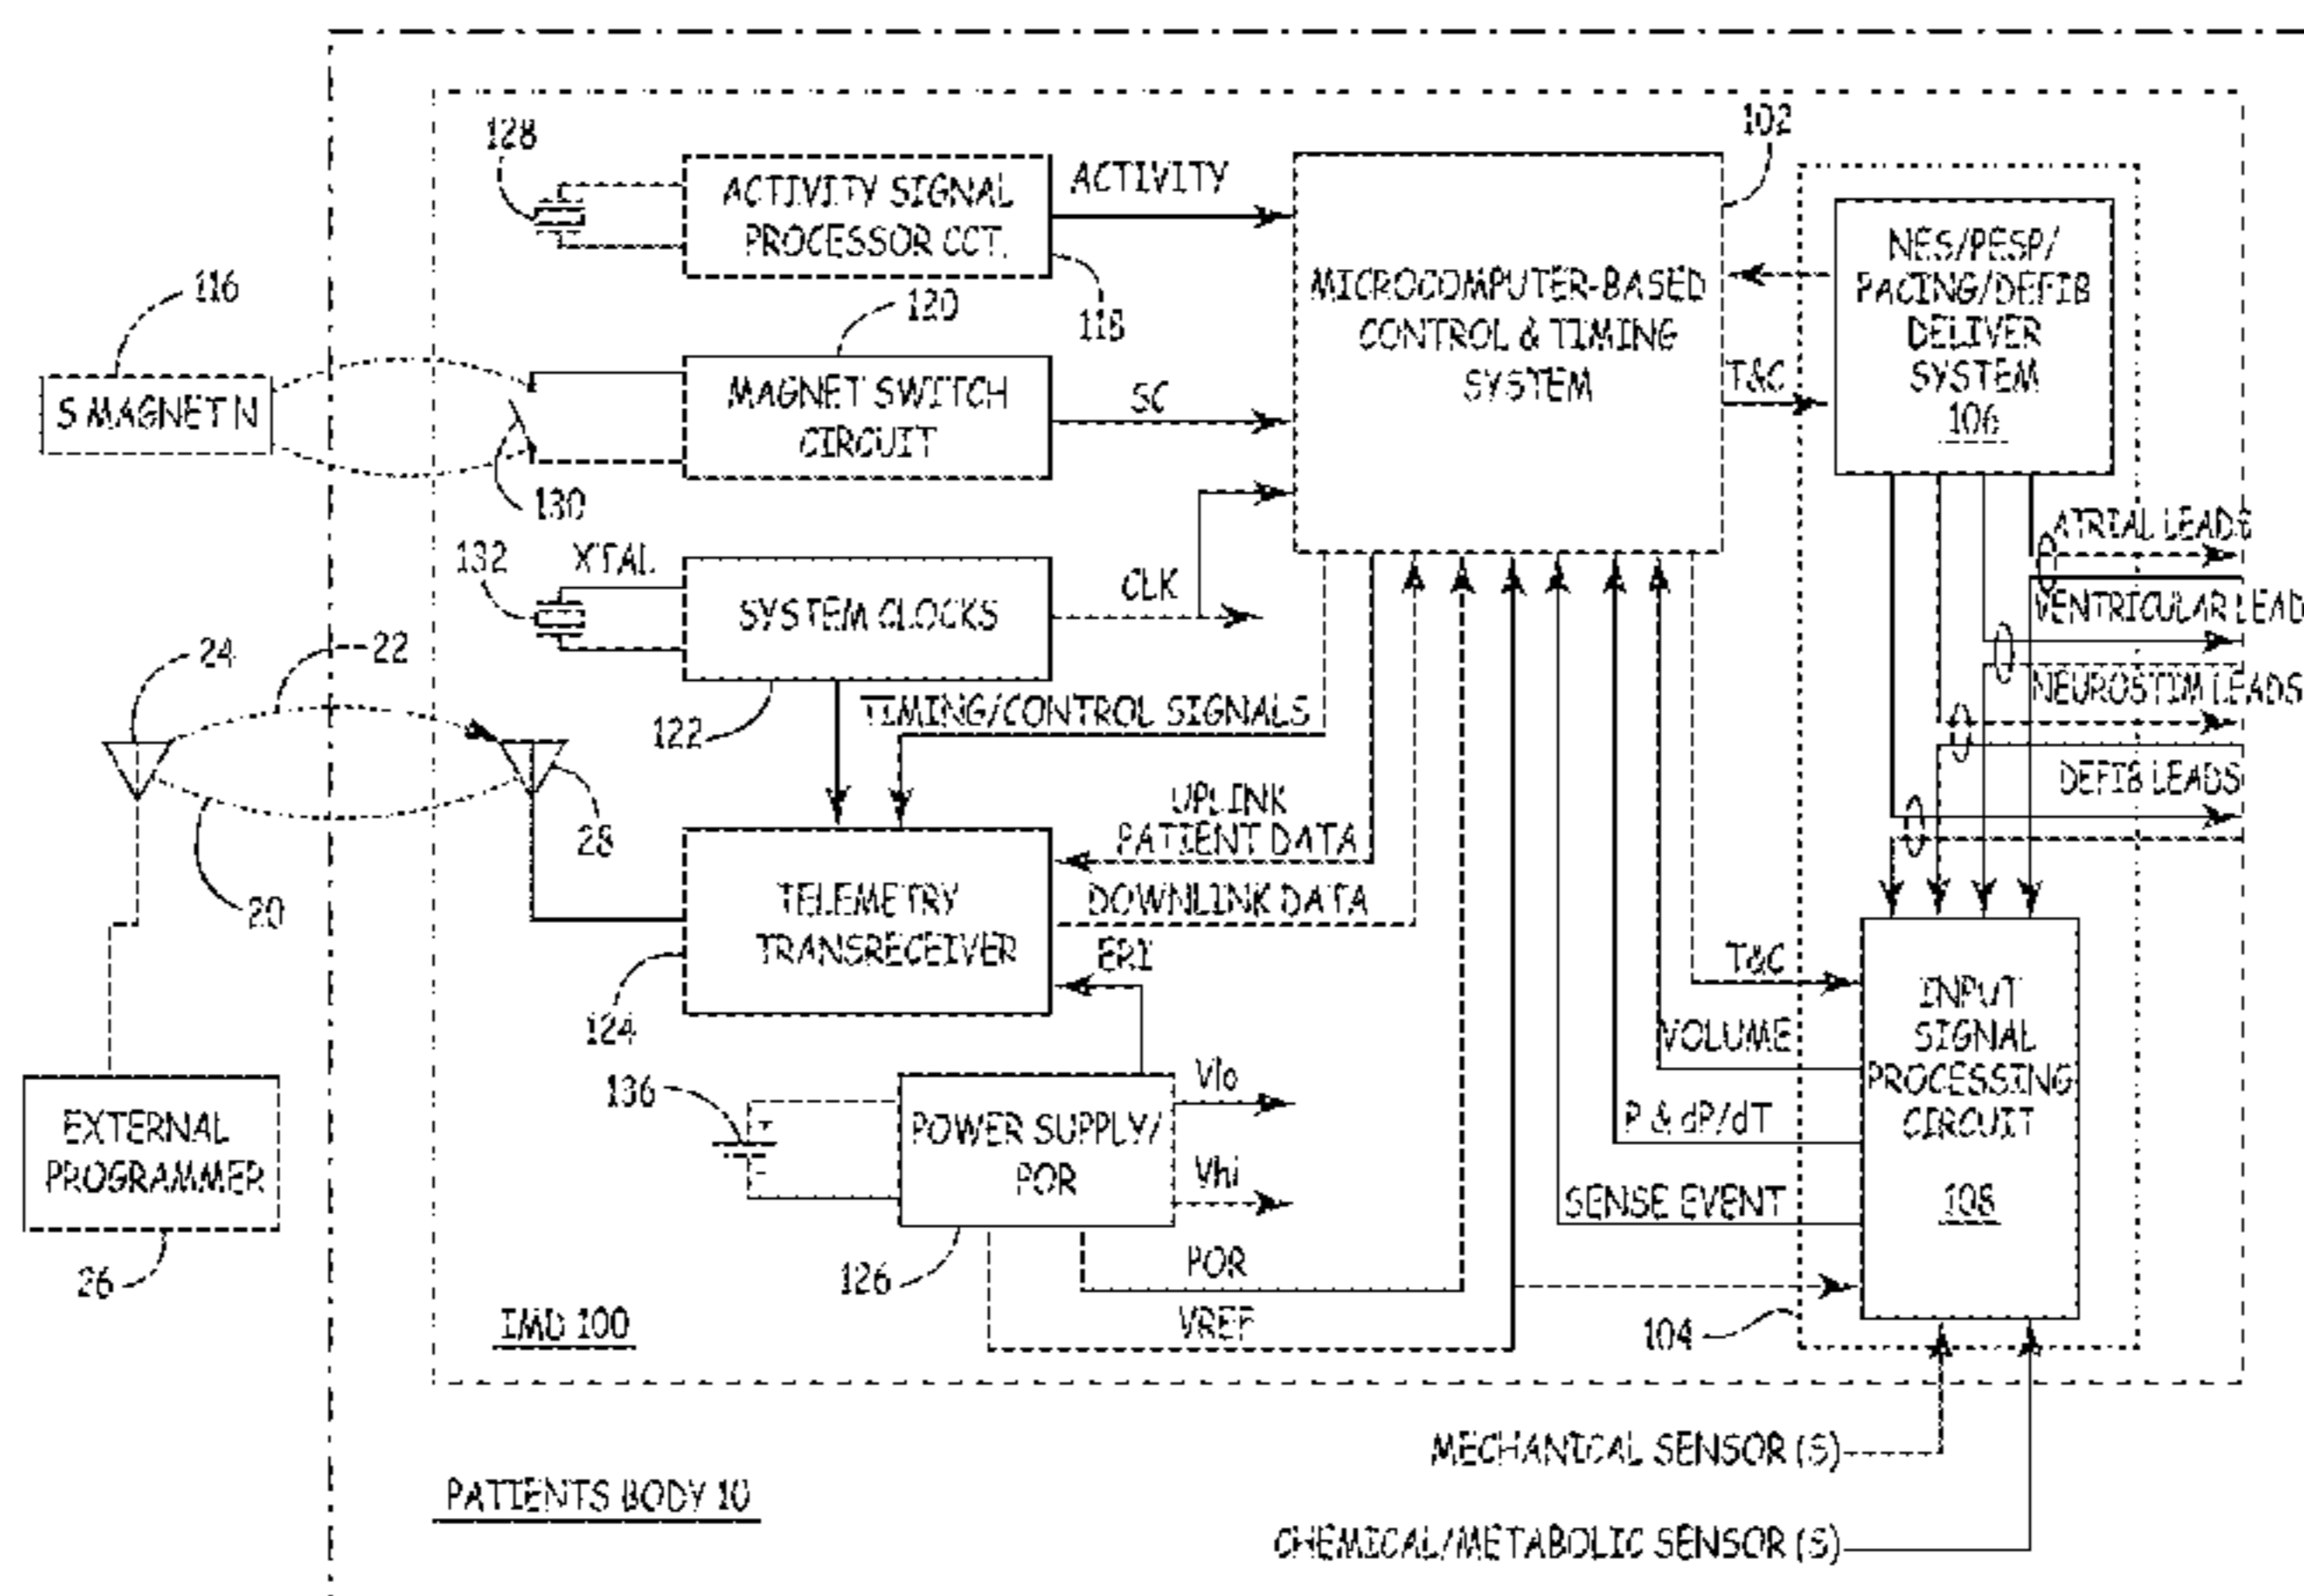 128
102
ACTIVITY SIGNAL
PROCESSOR CCT.
ACTIVITY
118
116
S MAGNET N
120
MAGNET SWITCH
CIRCUIT
SC
130
MICROCOMPUTER-BASED
CONTROL & TIMING
SYSTEM
T&C
NES/PESP/
PACING/DEFIB
DELIVER
SYSTEM
106
132
XTAL
SYSTEM CLOCKS
CLK
122
ATRIAL LEADS
VENTRICULAR LEAD
NEUROSTIM LEADS
DEFIB LEADS
24
22
20
28
TIMING/CONTROL SIGNALS
UPLINK
PATIENT DATA
DOWNLINK DATA
TELEMETRY
TRANSRECEIVER
124
ERI
T&C
VOLUME
P & dP/dT
SENSE EVENT
INPUT
SIGNAL
PROCESSING
CIRCUIT
108
EXTERNAL
PROGRAMMER
26
136
+
-
POWER SUPPLY/
POR
Vlo
Vhi
126
POR
VREF
104
IMD 100
MECHANICAL SENSOR (S)
PATIENTS BODY 10
CHEMICAL/METABOLIC SENSOR (S)